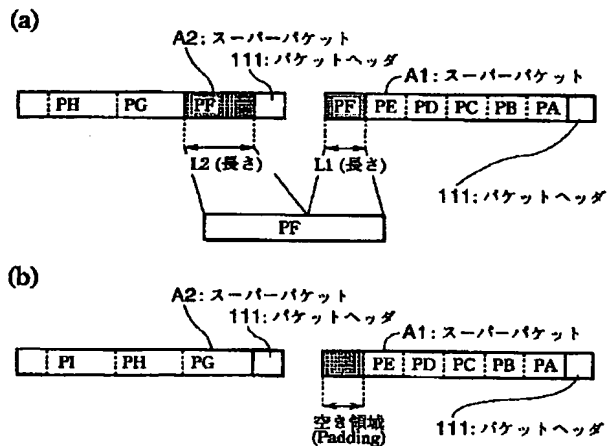 (a)
A2:スーパーパケット
111:パケットヘッダ
A1:スーパーパケット
PH PG PF
PF PE PD PC PB PA
L2 (長さ)
L1 (長さ)
111:パケットヘッダ
PF
(b)
A2:スーパーパケット
111:パケットヘッダ
A1:スーパーパケット
PI PH PG
PE PD PC PB PA
空き領域
(Padding)
111:パケットヘッダ